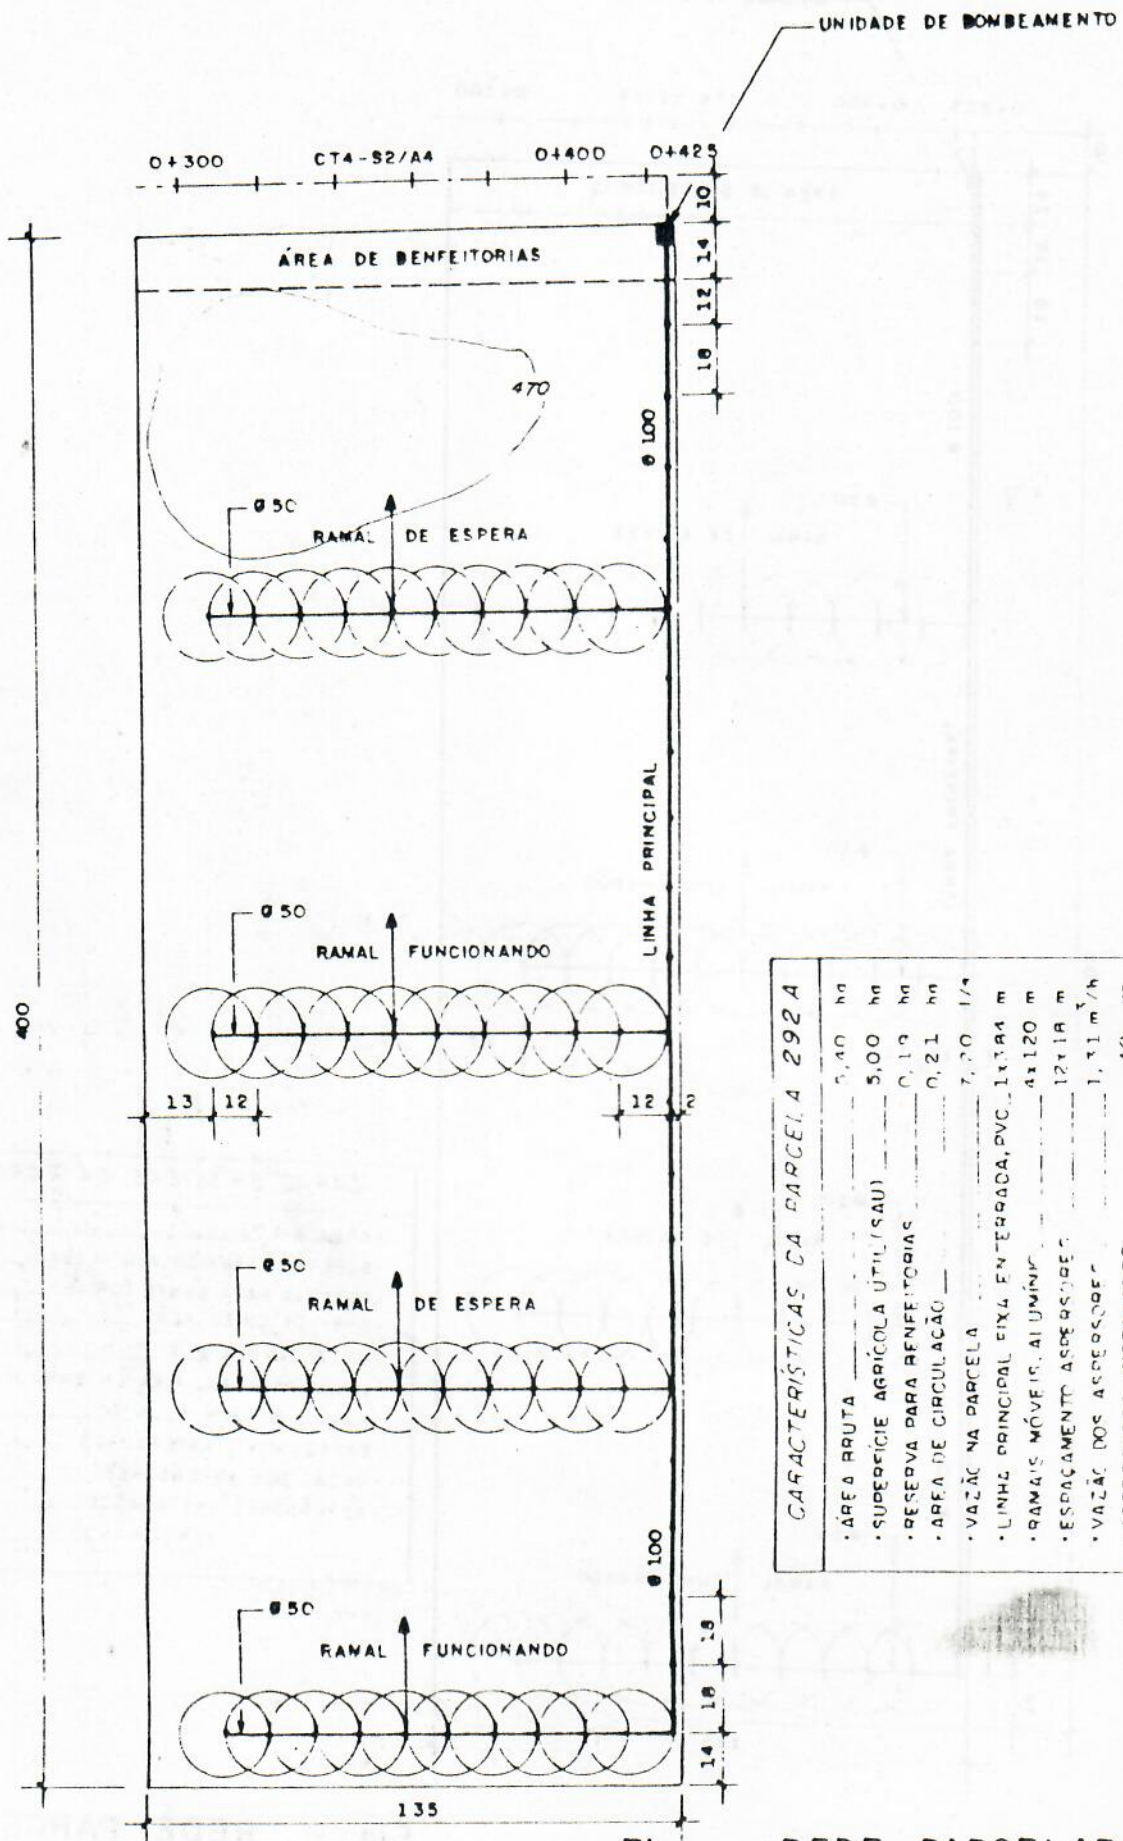 UNIDADE DE BOMBEAMENTO
0+300 CT4-S2/A4 0+400 0+425
10
14
12
18
ÁREA DE BENFEITORIAS
470
ø 100
ø 50
RAMAL DE ESPERA
LINHA PRINCIPAL
ø 50
RAMAL FUNCIONANDO
400
13 12 12 2
ø 50
RAMAL DE ESPERA
ø 100
ø 50
RAMAL FUNCIONANDO
18
18
14
135
CARACTERÍSTICAS DA PARCELA 292 A
· ÁREA BRUTA 5,40 ha
· SUPERFÍCIE AGRÍCOLA ÚTIL (SAU) 5,00 ha
· RESERVA PARA BENFEITORIAS 0,19 ha
· ÁREA DE CIRCULAÇÃO 0,21 ha
· VAZÃO NA PARCELA 7,20 l/s
· LINHA PRINCIPAL FIXA ENTERRADA, PVC 1x384 m
· RAMAIS MÓVEIS, ALUMÍNIO 4x120 m
· ESPAÇAMENTO ASPERSORES 12x18 m
· VAZÃO DOS ASPERSORES 1,31 m³/h